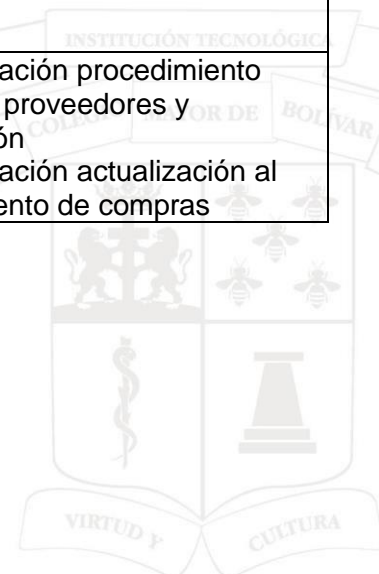 INSTITUCIÓN TECNOLÓGICA
ación procedimiento
proveedores y
ón
COLEGIO MAYOR DE BOLÍVAR
ación actualización al
ento de compras
VIRTUD Y CULTURA